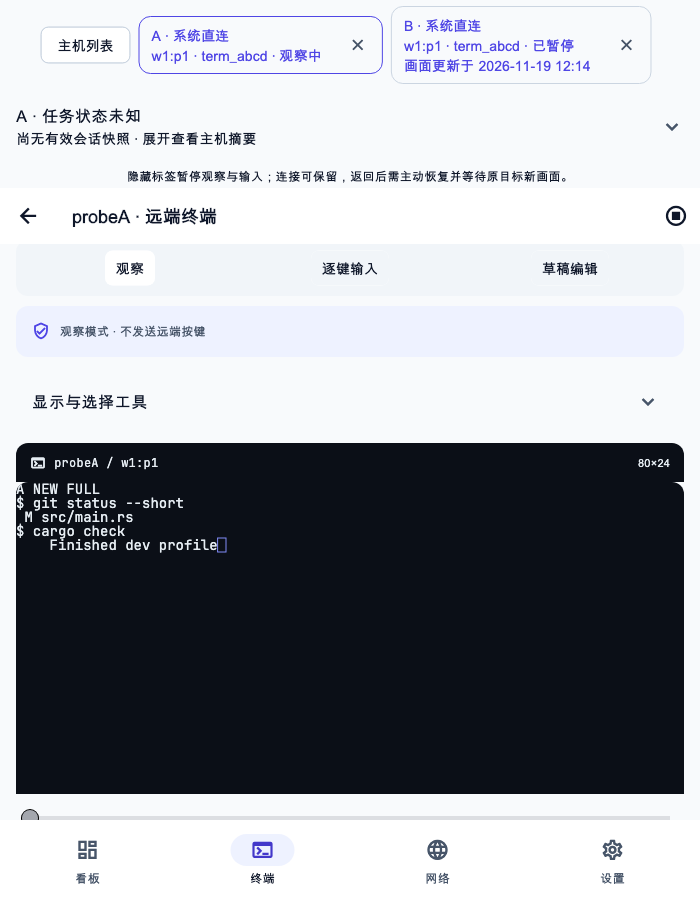 主机列表
A · 系统直连
w1:p1 · term_abcd · 观察中
B · 系统直连
w1:p1 · term_abcd · 已暂停
画面更新于 2026-11-19 12:14
A · 任务状态未知
尚无有效会话快照 · 展开查看主机摘要
隐藏标签暂停观察与输入；连接可保留，返回后需主动恢复并等待原目标新画面。
probeA · 远端终端
观察
逐键输入
草稿编辑
观察模式 · 不发送远端按键
显示与选择工具
probeA / w1:p1
80×24
A NEW FULL
$ git status --short
 M src/main.rs
$ cargo check
    Finished dev profile
看板
终端
网络
设置